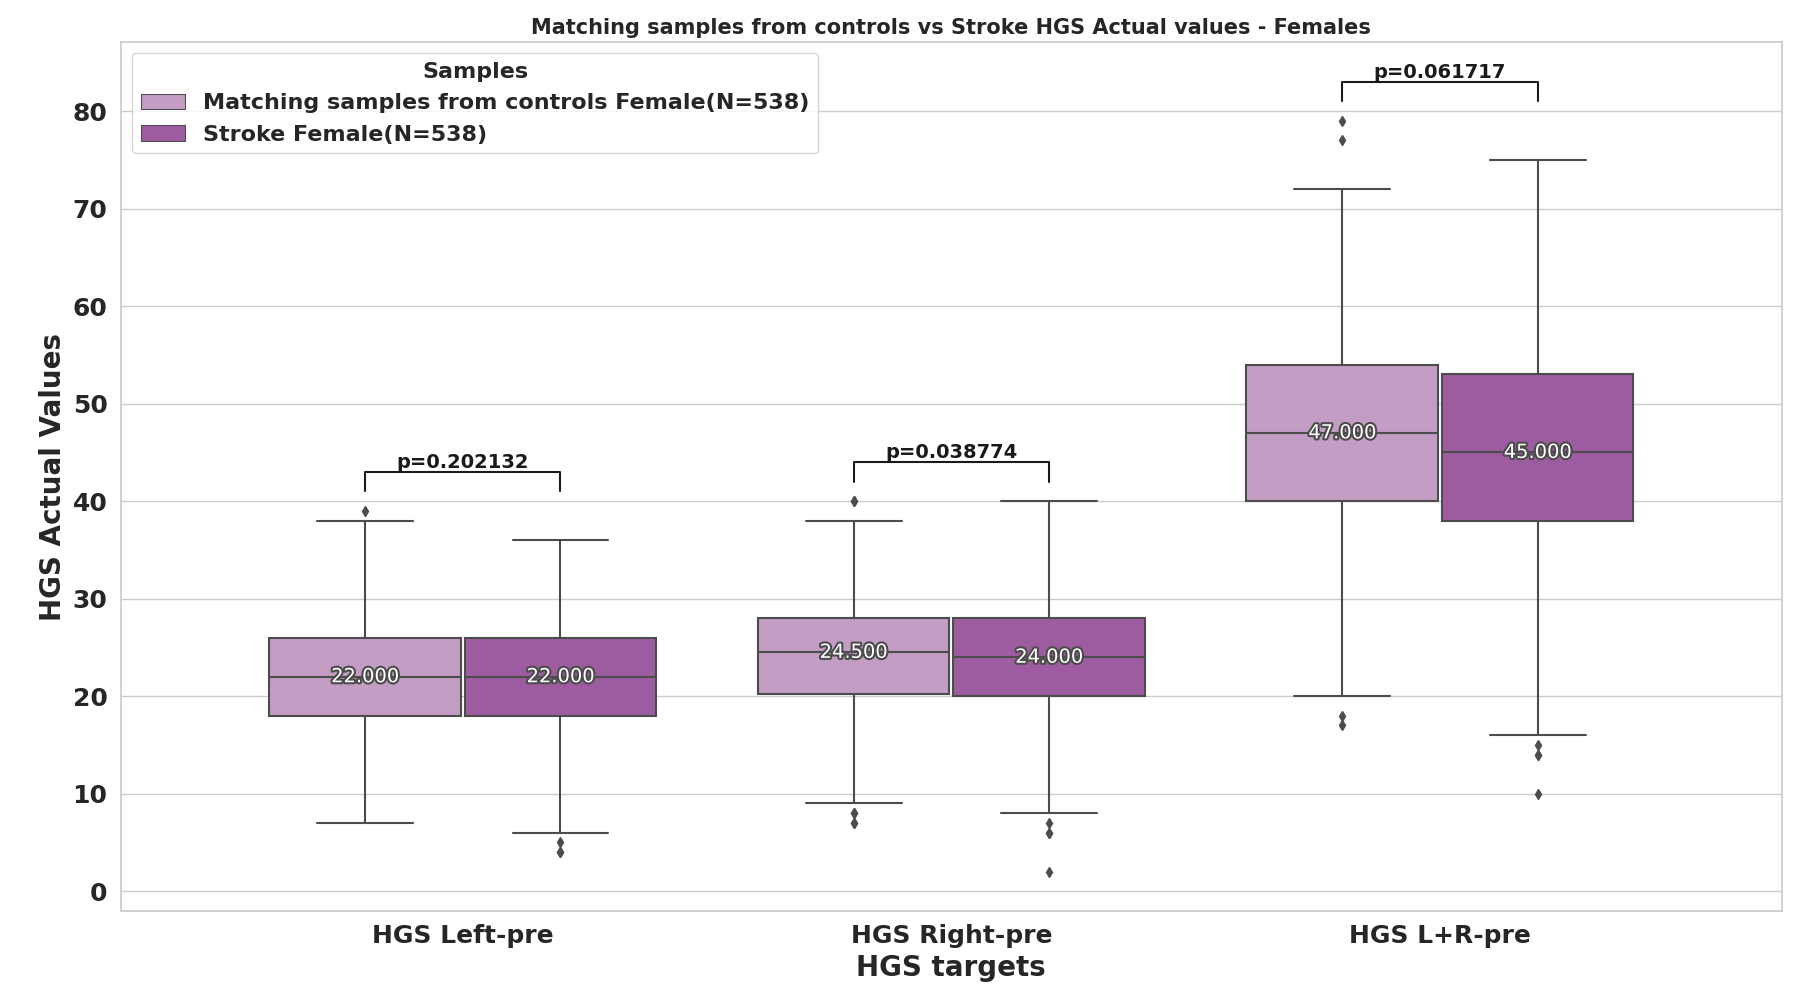 Matching samples from controls vs Stroke HGS Actual values - Females
Samples
Matching samples from controls Female(N=538)
Stroke Female(N=538)
HGS Actual Values
80
70
60
50
40
30
20
10
0
p=0.202132
p=0.038774
p=0.061717
22.000
22.000
24.500
24.000
47.000
45.000
HGS Left-pre
HGS Right-pre
HGS L+R-pre
HGS targets